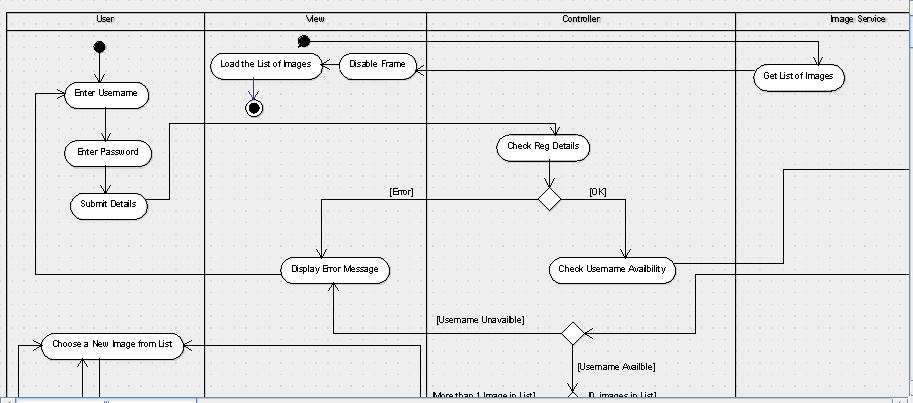 User
View
Controller
Image Service
Load the List of Images
Disable Frame
Get List of Images
Enter Username
Enter Password
Check Reg Details
Submit Details
[Error]
[OK]
Display Error Message
Check Username Availbility
[Username Unavailble]
Choose a New Image from List
[Username Availble]
[More than 1 Image in List]
images in List]